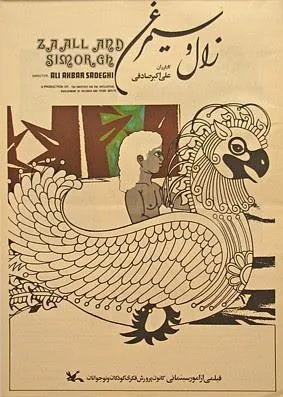 زال و سیمرغ
ZAALL AND
SIMORGH
کارگردان
علی اکبر صادقی
DIRECTOR: ALI AKBAR SADEGHI
A PRODUCTION OF: THE INSTITUTE FOR THE INTELLECTUAL
DEVELOPMENT OF CHILDREN AND YOUNG ADULTS
فیلمی از امور سینمائی کانون پرورش فکری کودکان و نوجوانان